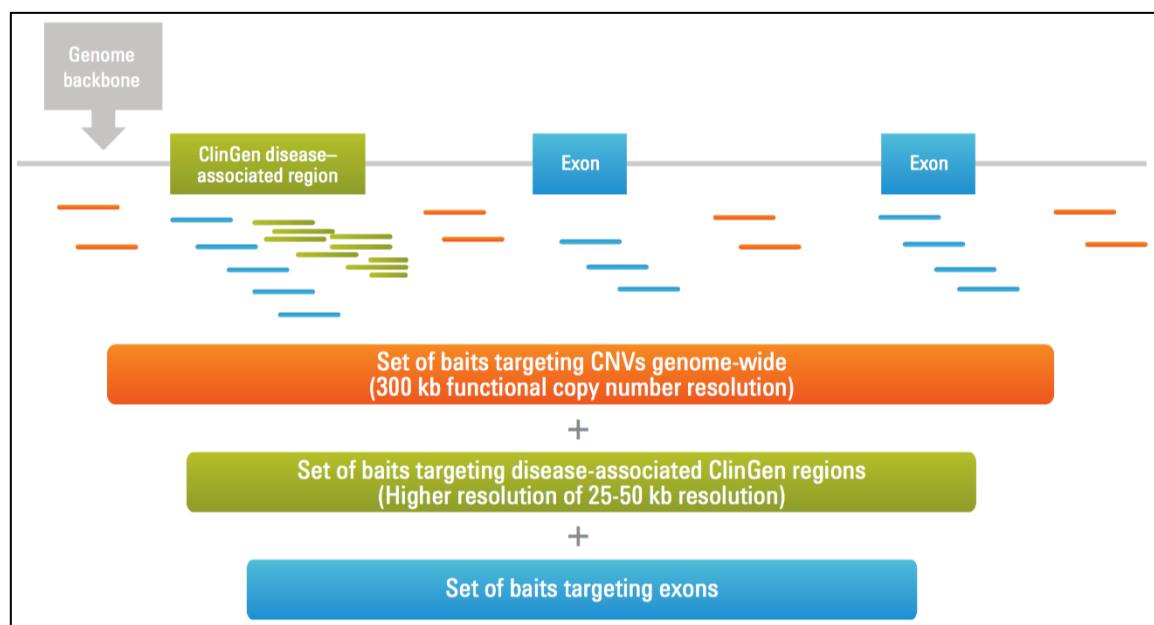 Genome
backbone
ClinGen disease–
associated region
Exon
Exon
Set of baits targeting CNVs genome-wide
(300 kb functional copy number resolution)
+
Set of baits targeting disease-associated ClinGen regions
(Higher resolution of 25-50 kb resolution)
+
Set of baits targeting exons